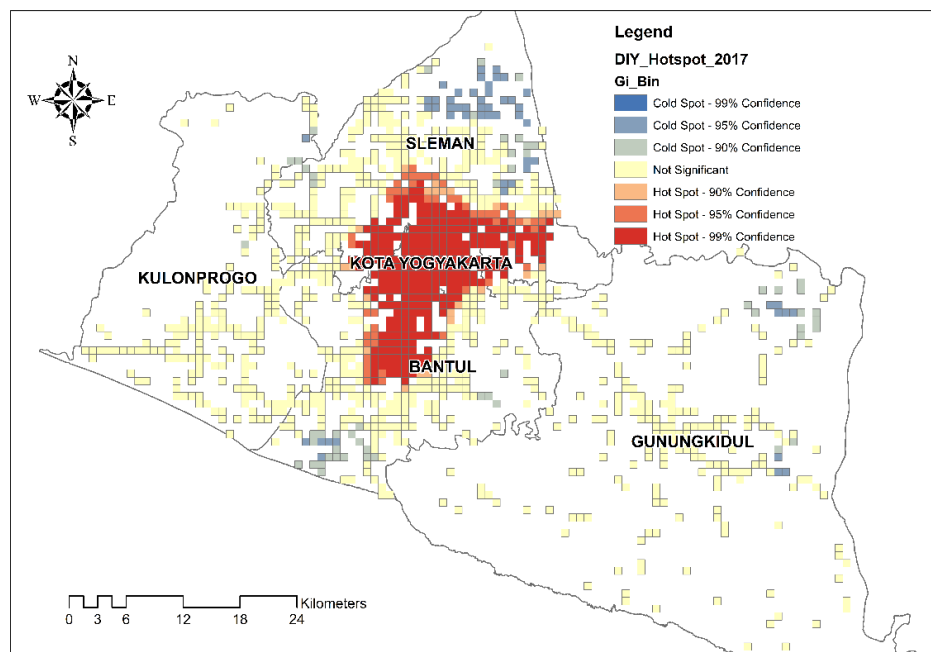 Legend
DIY_Hotspot_2017
Gi_Bin
Cold Spot - 99% Confidence
Cold Spot - 95% Confidence
Cold Spot - 90% Confidence
Not Significant
Hot Spot - 90% Confidence
Hot Spot - 95% Confidence
Hot Spot - 99% Confidence
N
W E
S
SLEMAN
KOTA YOGYAKARTA
KULONPROGO
BANTUL
GUNUNGKIDUL
Kilometers
0 3 6 12 18 24